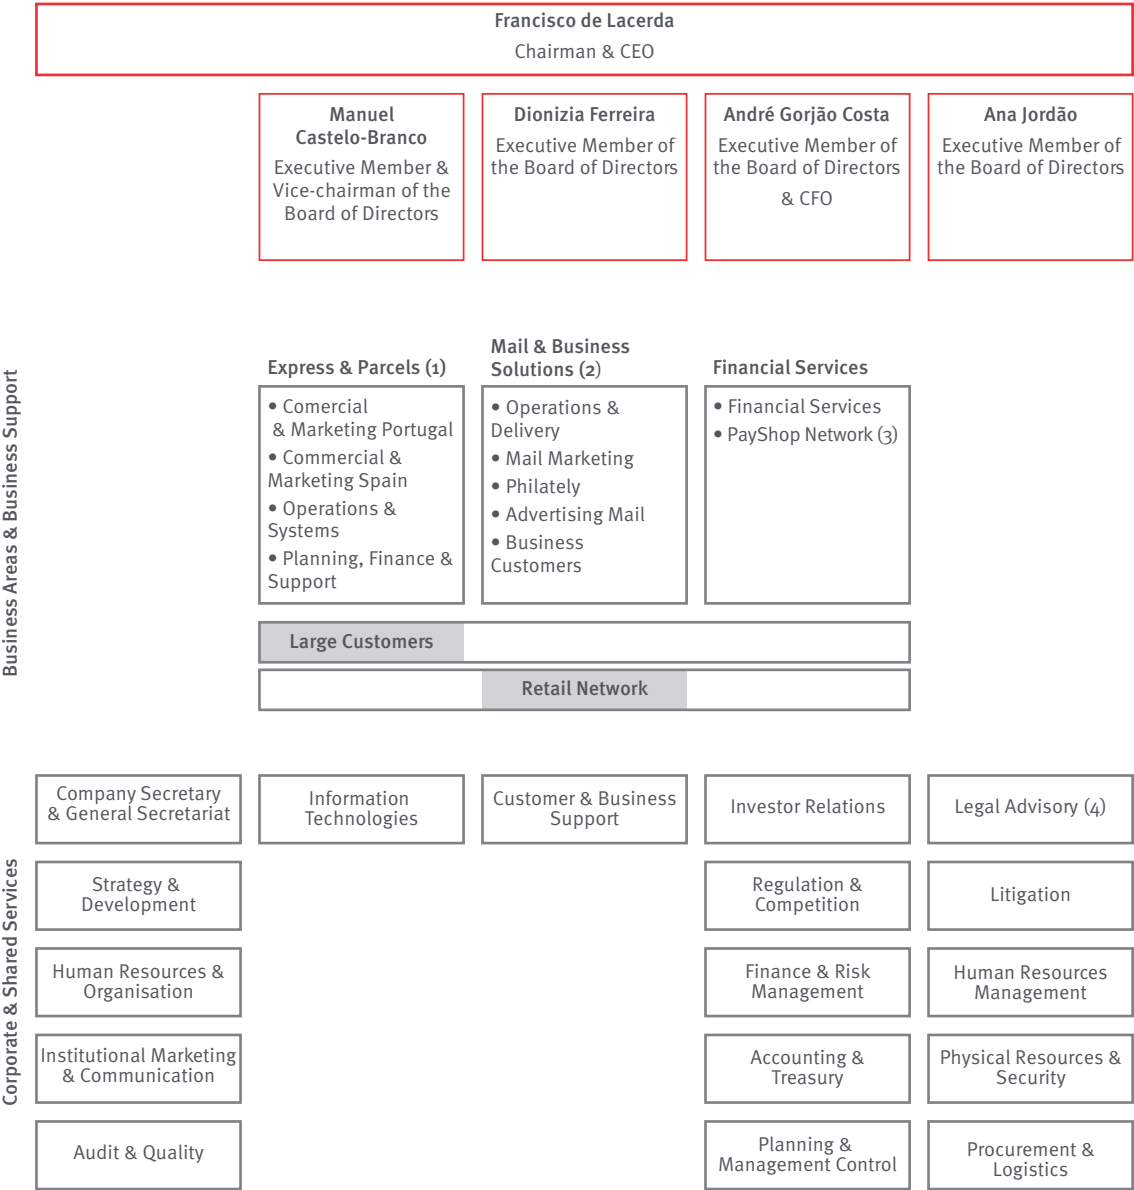 Francisco de Lacerda
Chairman & CEO
Manuel
Castelo-Branco
Executive Member &
Vice-chairman of the
Board of Directors
Dionizia Ferreira
Executive Member of
the Board of Directors
André Gorjão Costa
Executive Member of
the Board of Directors
& CFO
Ana Jordão
Executive Member of
the Board of Directors
Business Areas & Business Support
Express & Parcels (1)
• Comercial
& Marketing Portugal
• Commercial &
Marketing Spain
• Operations &
Systems
• Planning, Finance &
Support
Mail & Business
Solutions (2)
• Operations &
Delivery
• Mail Marketing
• Philately
• Advertising Mail
• Business
Customers
Financial Services
• Financial Services
• PayShop Network (3)
Large Customers
Retail Network
Corporate & Shared Services
Company Secretary
& General Secretariat
Information
Technologies
Customer & Business
Support
Investor Relations
Legal Advisory (4)
Strategy &
Development
Regulation &
Competition
Litigation
Human Resources &
Organisation
Finance & Risk
Management
Human Resources
Management
Institutional Marketing
& Communication
Accounting &
Treasury
Physical Resources &
Security
Audit & Quality
Planning &
Management Control
Procurement &
Logistics